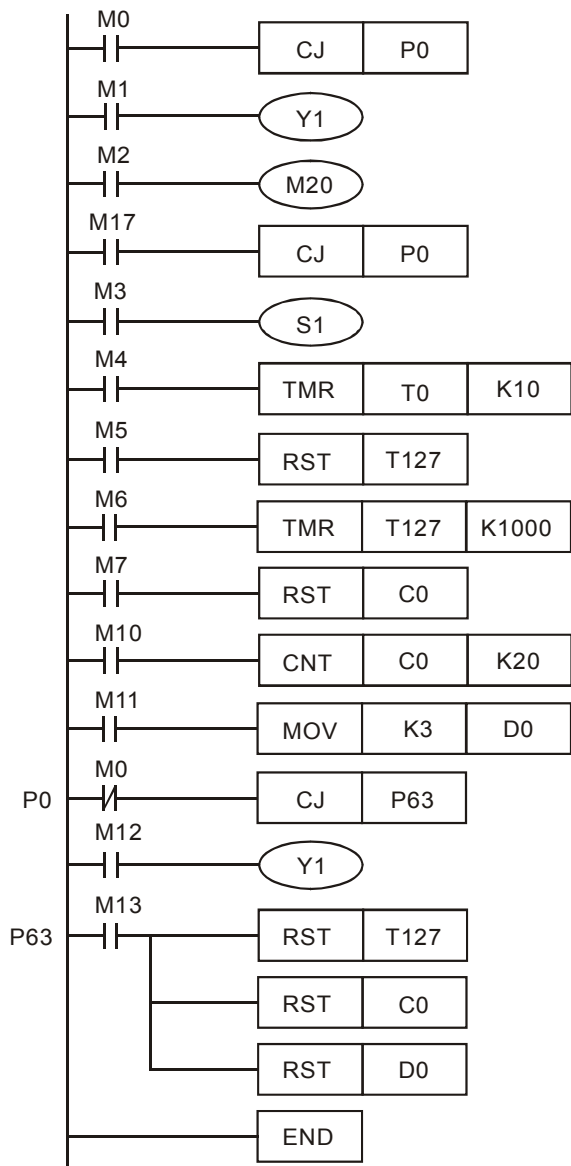 M0
CJ P0
M1
Y1
M2
M20
M17
CJ P0
M3
S1
M4
TMR T0 K10
M5
RST T127
M6
TMR T127 K1000
M7
RST C0
M10
CNT C0 K20
M11
MOV K3 D0
M0
P0 CJ P63
M12
Y1
M13
P63 RST T127
RST C0
RST D0
END